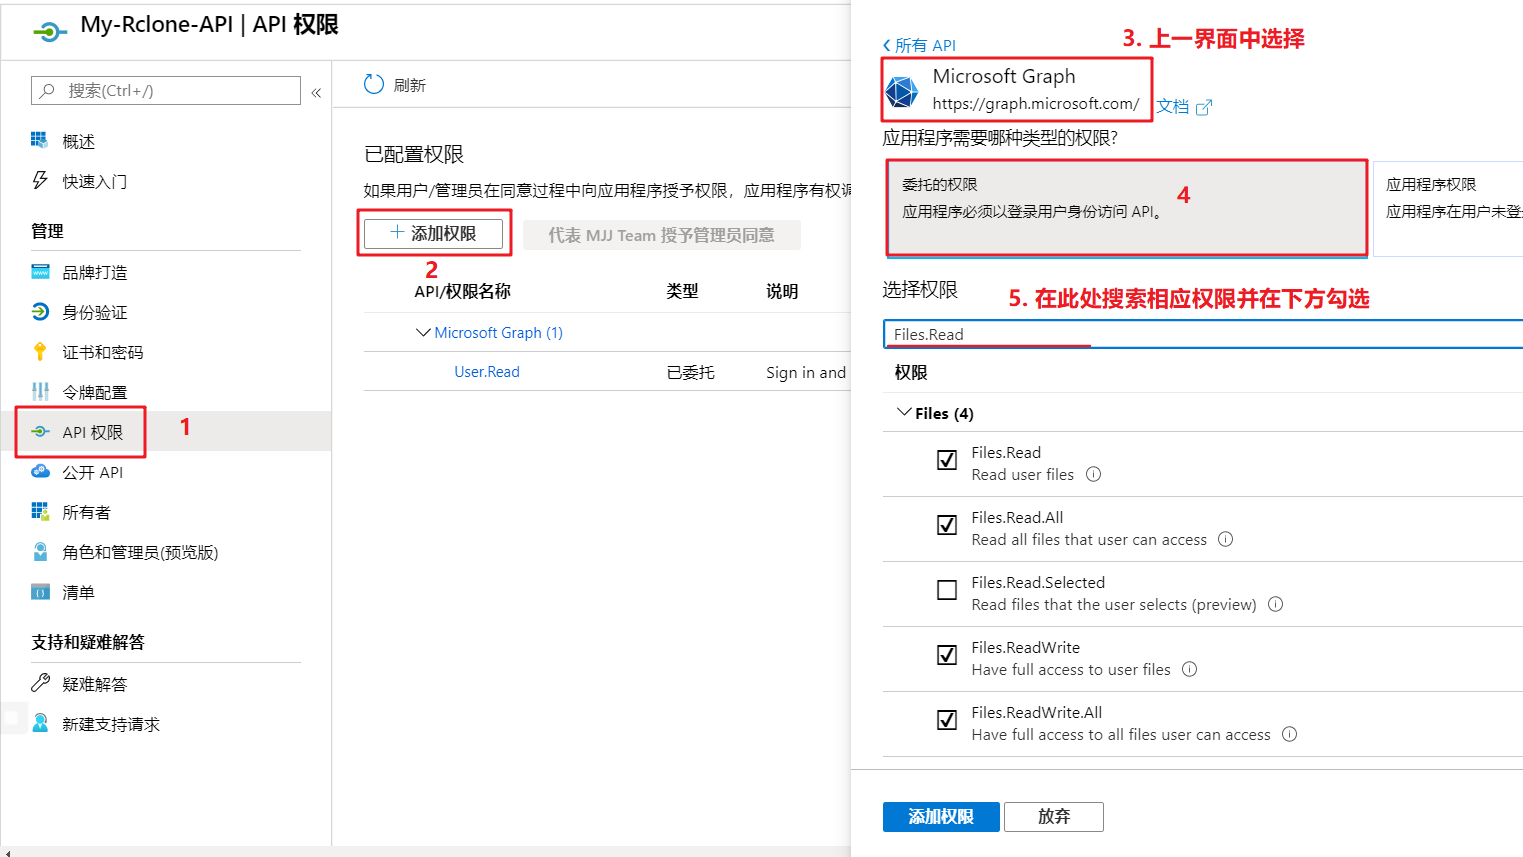 My-Rclone-API | API 权限
搜索(Ctrl+/)
«
概述
快速入门
管理
品牌打造
身份验证
证书和密码
令牌配置
API 权限
1
公开 API
所有者
角色和管理员(预览版)
清单
支持和疑难解答
疑难解答
新建支持请求
刷新
已配置权限
如果用户/管理员在同意过程中向应用程序授予权限，应用程序有权调
添加权限
代表 MJJ Team 授予管理员同意
2
API/权限名称 类型 说明
Microsoft Graph (1)
User.Read 已委托 Sign in and
所有 API
3. 上一界面中选择
Microsoft Graph
https://graph.microsoft.com/ 文档
应用程序需要哪种类型的权限?
委托的权限
应用程序必须以登录用户身份访问 API。
4
应用程序权限
应用程序在用户未登
选择权限
5. 在此处搜索相应权限并在下方勾选
Files.Read
权限
Files (4)
Files.Read
Read user files
Files.Read.All
Read all files that user can access
Files.Read.Selected
Read files that the user selects (preview)
Files.ReadWrite
Have full access to user files
Files.ReadWrite.All
Have full access to all files user can access
添加权限 放弃